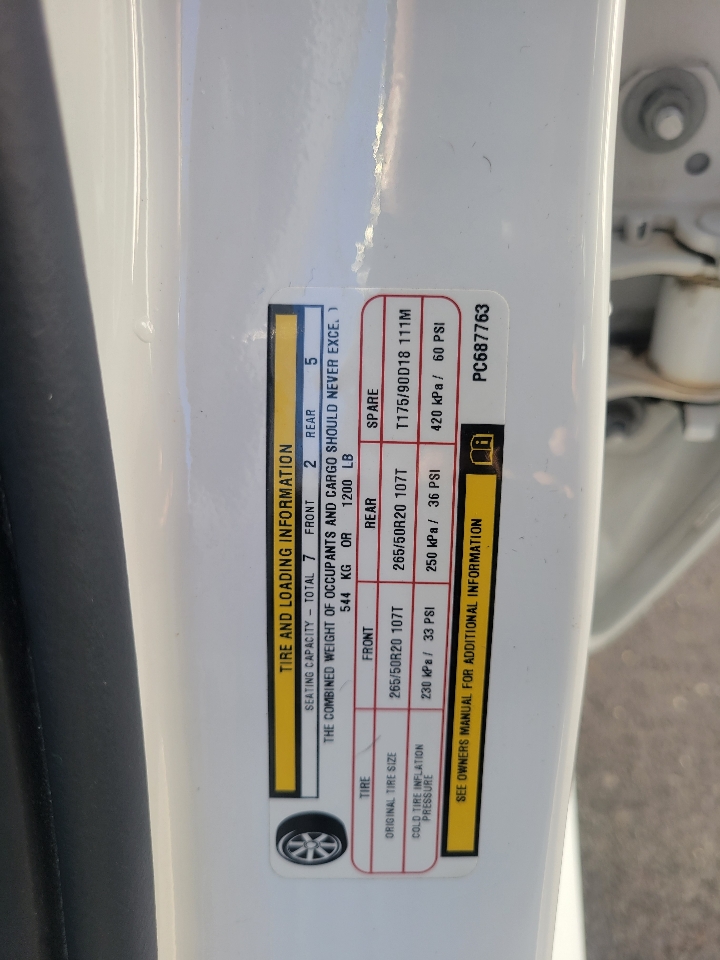 TIRE AND LOADING INFORMATION
SEATING CAPACITY - TOTAL 7 FRONT 2 REAR 5
THE COMBINED WEIGHT OF OCCUPANTS AND CARGO SHOULD NEVER EXCE
544 KG OR 1200 LB
TIRE FRONT REAR SPARE
ORIGINAL TIRE SIZE 265/50R20 107T 265/50R20 107T T175/90D18 111M
COLD TIRE INFLATION PRESSURE 230 kPa / 33 PSI 250 kPa / 36 PSI 420 kPa / 60 PSI
SEE OWNERS MANUAL FOR ADDITIONAL INFORMATION
PC687763